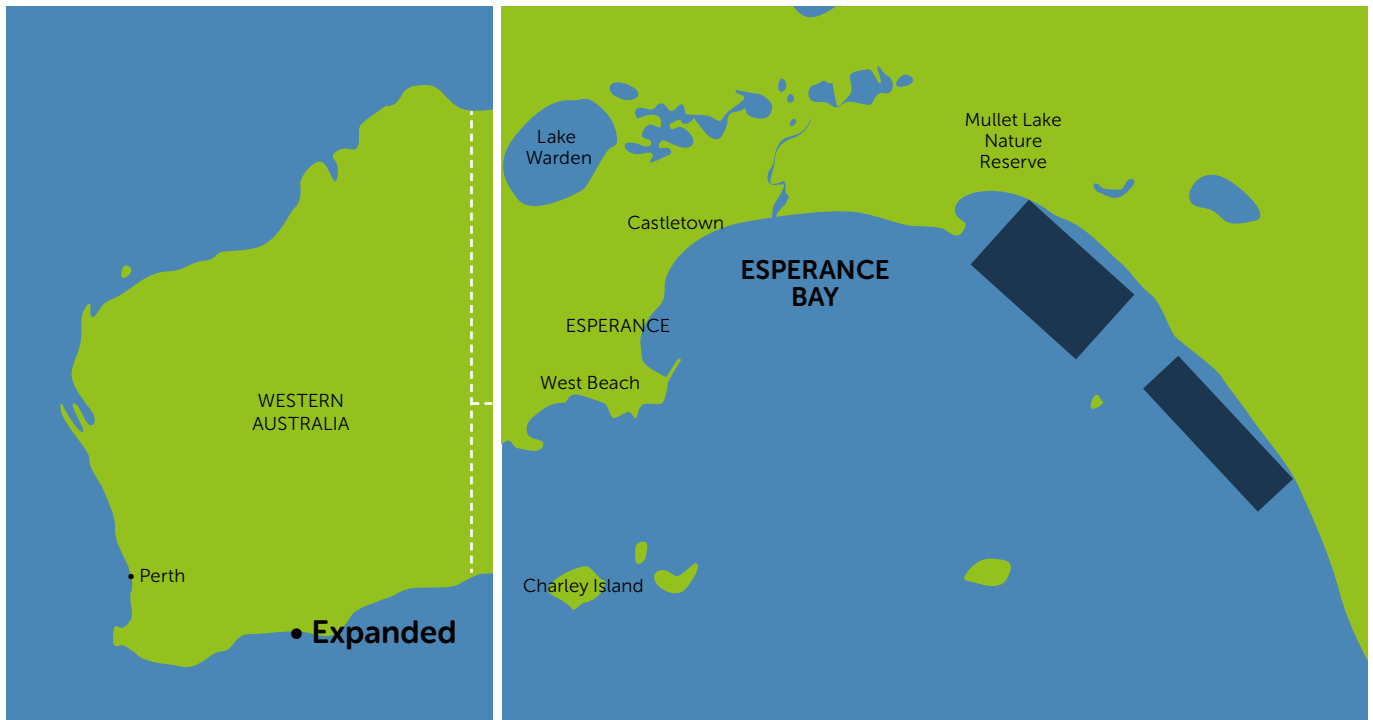 WESTERN
AUSTRALIA
Perth
Expanded
Lake
Warden
Mullet Lake
Nature
Reserve
Castletown
ESPERANCE
BAY
ESPERANCE
West Beach
Charley Island